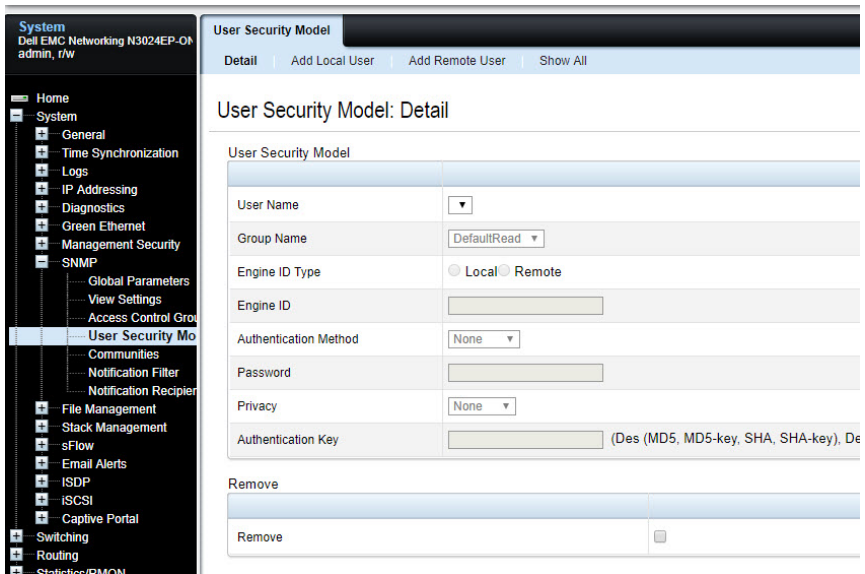 System
Dell EMC Networking N3024EP-ON
admin, r/w
Home
System
General
Time Synchronization
Logs
IP Addressing
Diagnostics
Green Ethernet
Management Security
SNMP
Global Parameters
View Settings
Access Control Grou
User Security Mo
Communities
Notification Filter
Notification Recipien
File Management
Stack Management
sFlow
Email Alerts
ISDP
iSCSI
Captive Portal
Switching
Routing
Statistics/RMON
User Security Model
Detail Add Local User Add Remote User Show All
User Security Model: Detail
User Security Model
User Name
Group Name DefaultRead
Engine ID Type Local Remote
Engine ID
Authentication Method None
Password
Privacy None
Authentication Key (Des (MD5, MD5-key, SHA, SHA-key), De
Remove
Remove